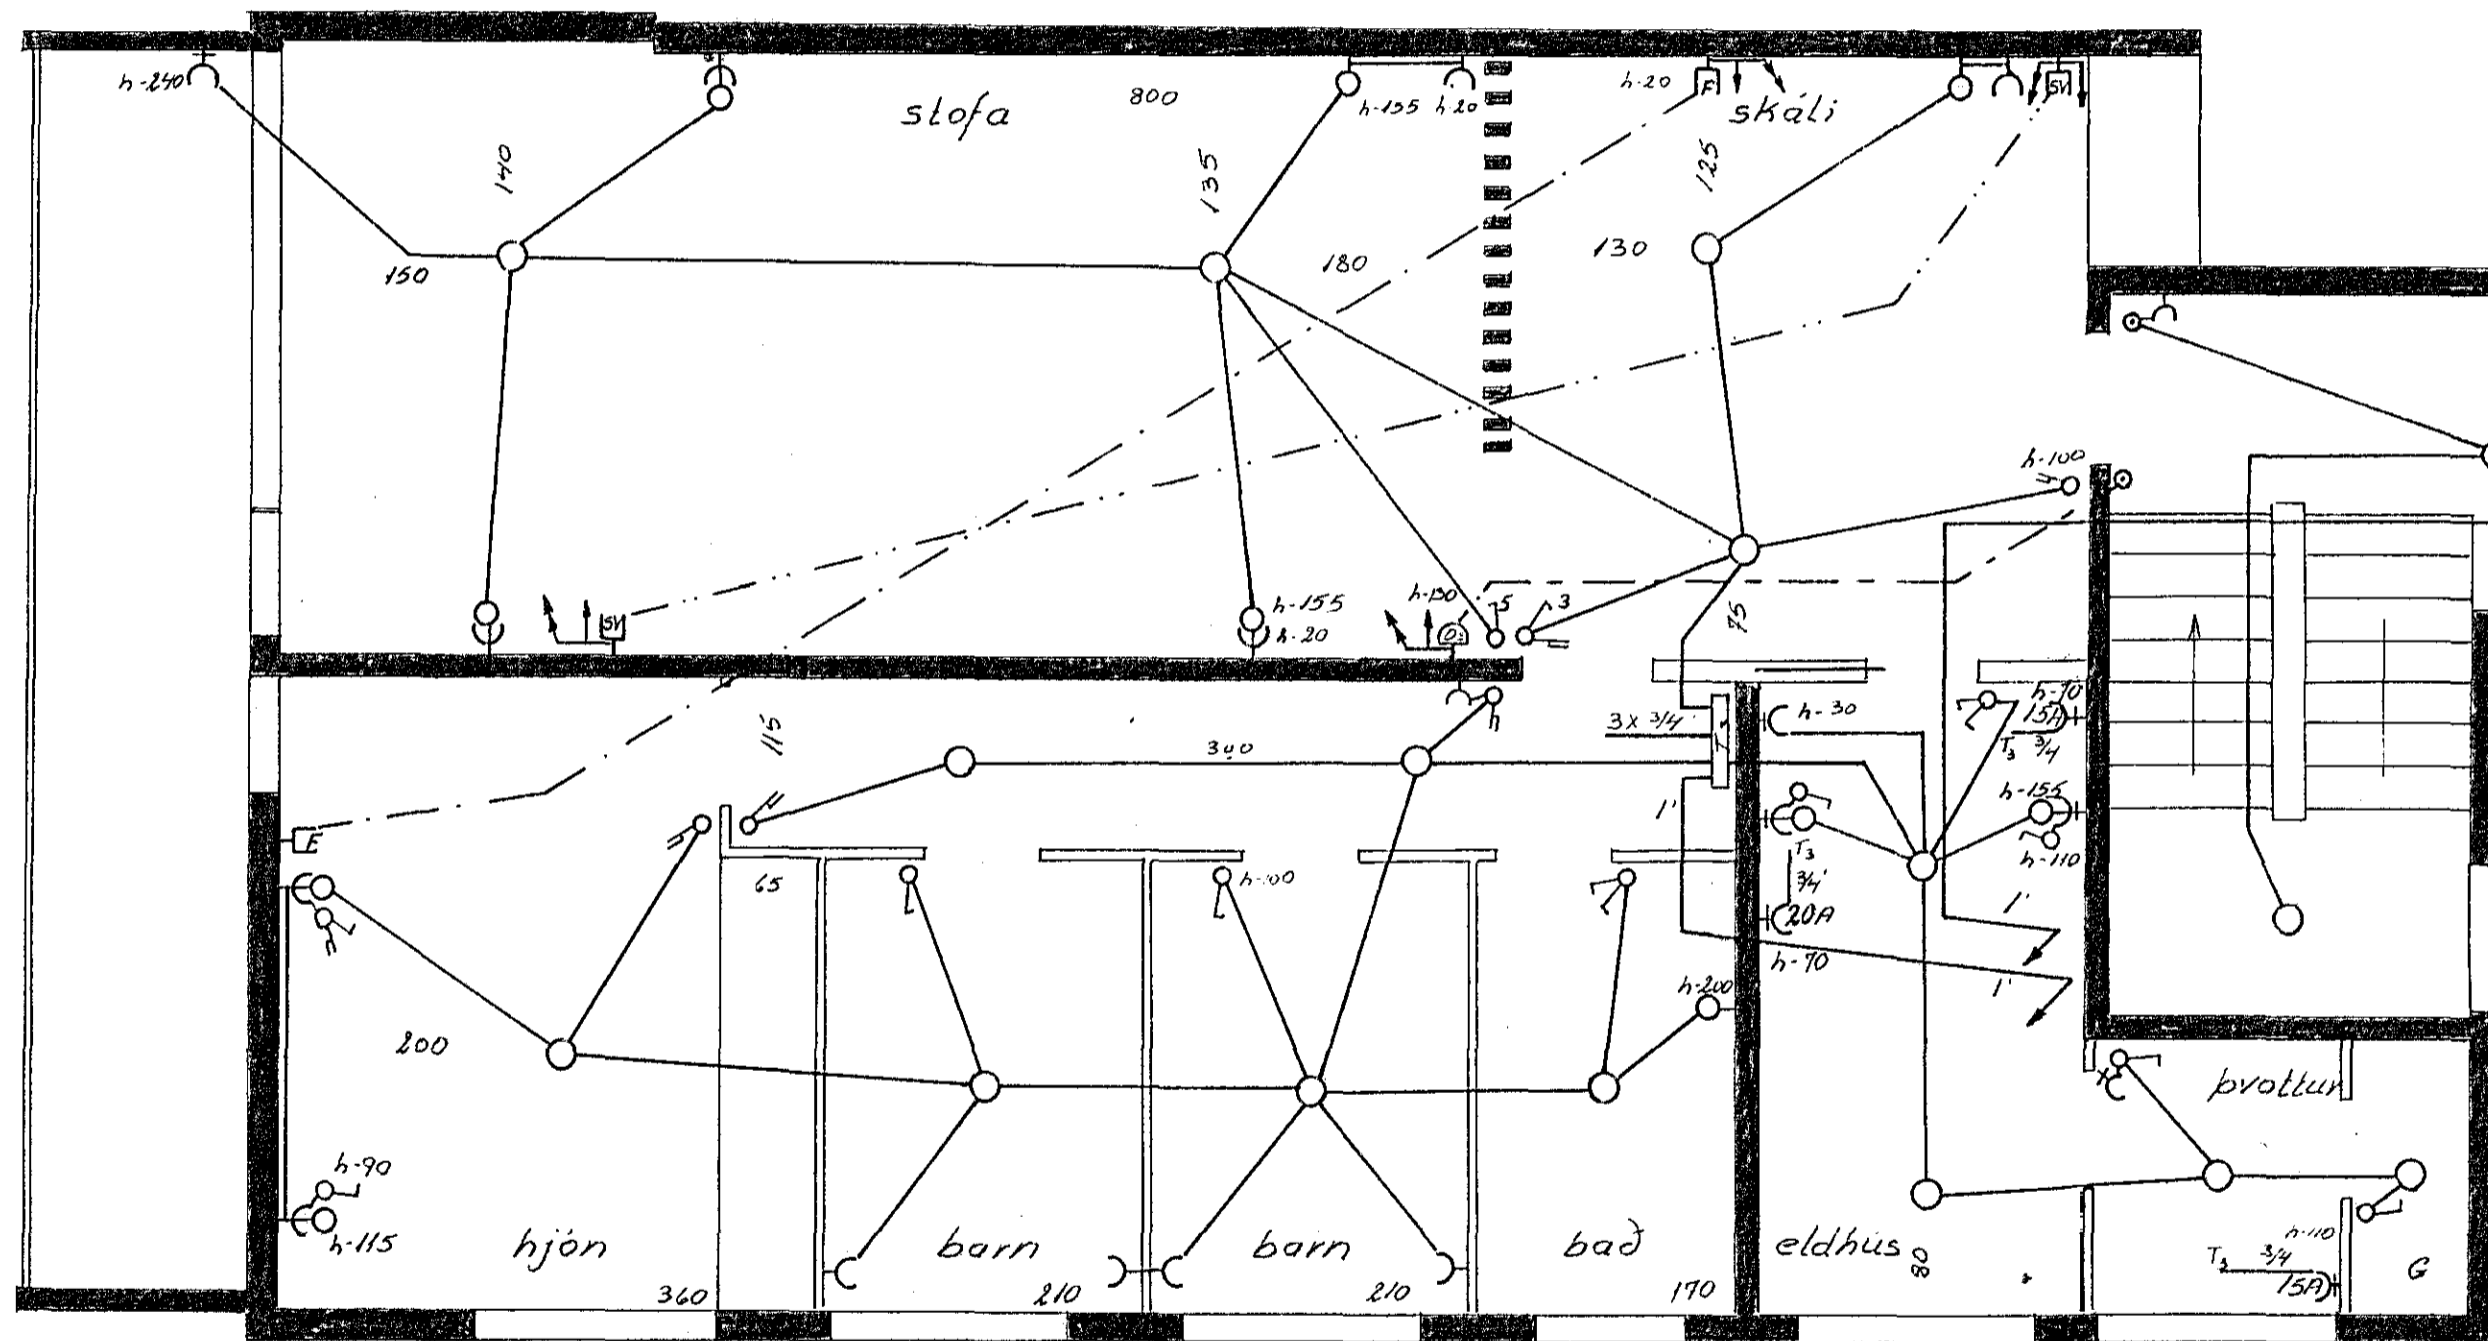 h-240
stofa
800
h-155 h-20
h-20
F
skáli
SV
140
135
125
150
180
130
h-100
SV
h-155
h-20
h-130
5
3
75
115
340
3x 3/4"
T3
h-30
h-70
15A
T3 3/4
h-155
h-110
1"
F
65
h-100
T3
3/4"
20A
h-70
1"
1"
h-200
200
þvottur
h-90
h-115
hjón
barn
barn
bað
eldhús
80
h-110
T3 3/4
15A
G
360
210
210
170